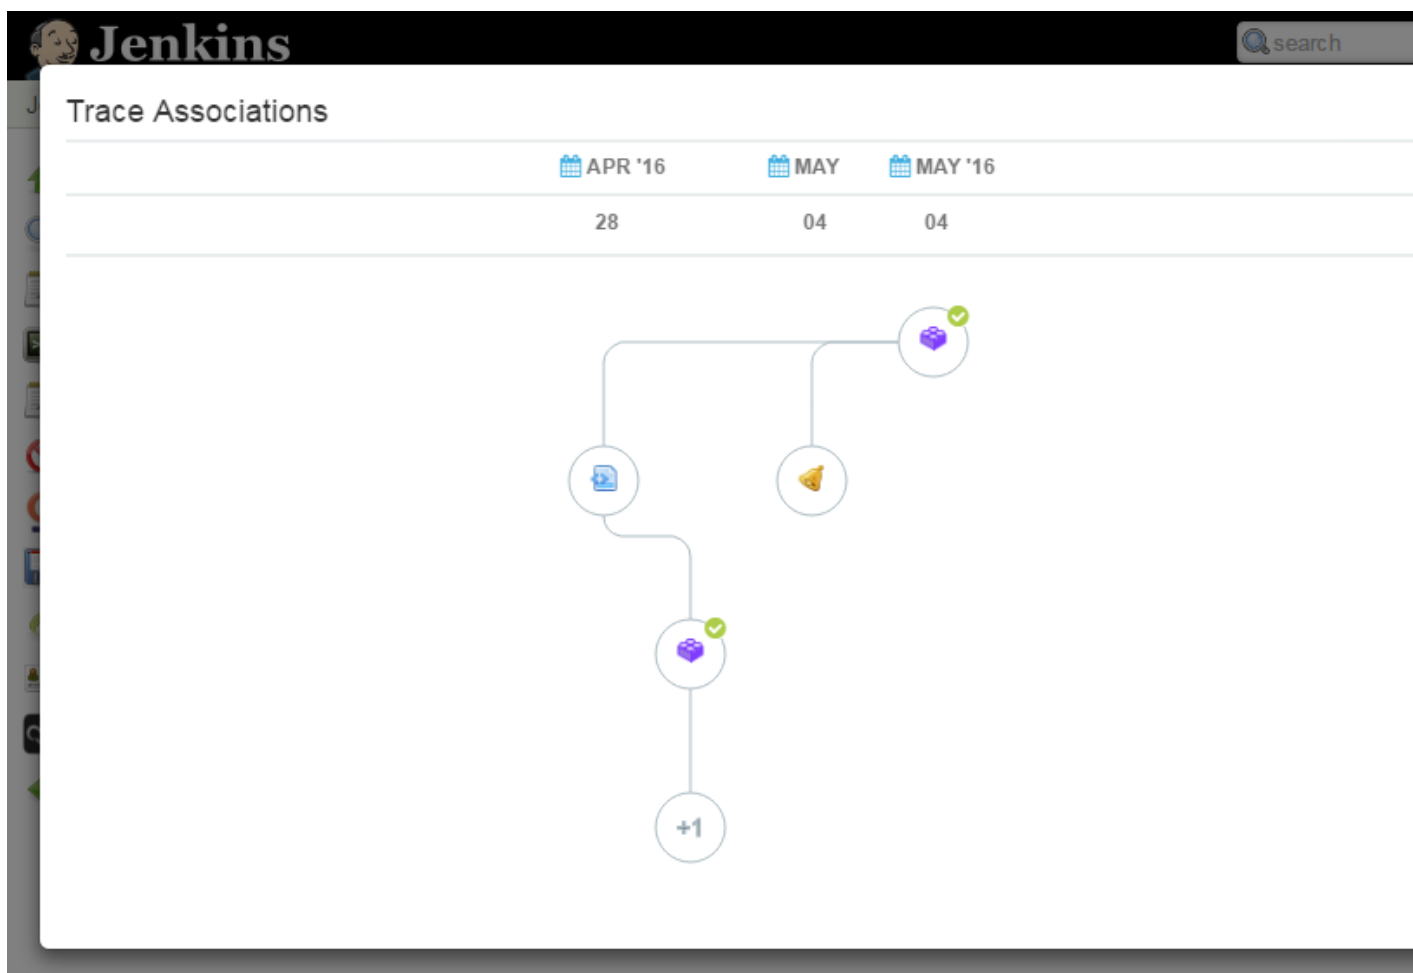 Jenkins
search
J
Trace Associations
APR '16 MAY MAY '16
28 04 04
+1